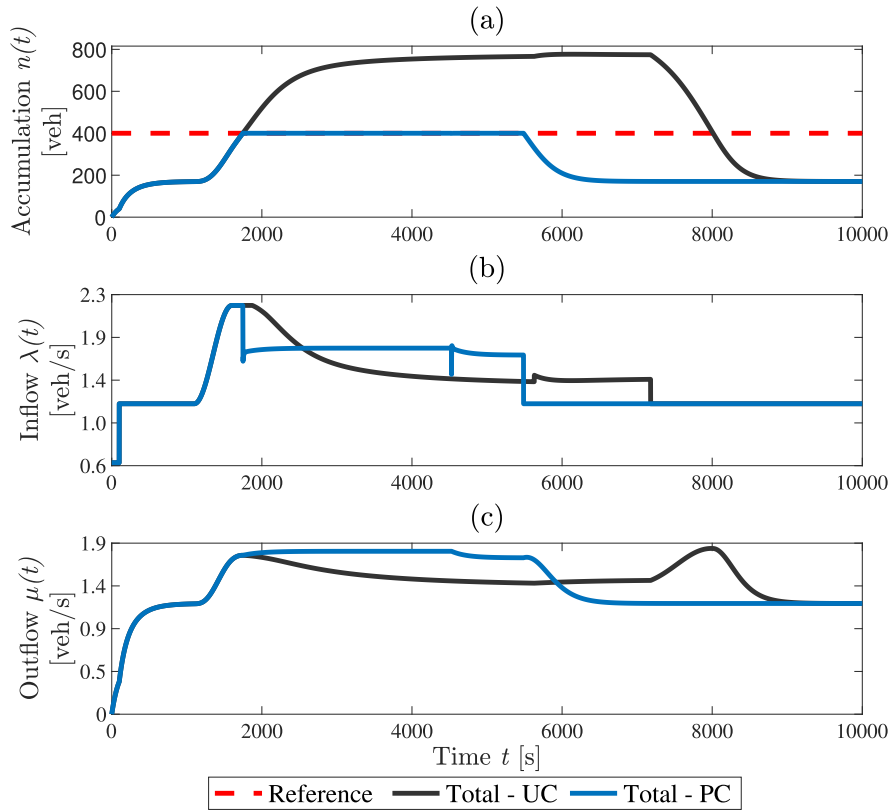 (a)
Accumulation n(t)
[veh]
800
600
400
200
0
0 2000 4000 6000 8000 10000
(b)
Inflow λ(t)
[veh/s]
2.3
1.9
1.4
1.0
0.6
0 2000 4000 6000 8000 10000
(c)
Outflow μ(t)
[veh/s]
1.9
1.4
0.9
0.5
0
0 2000 4000 6000 8000 10000
Time t [s]
Reference Total - UC Total - PC